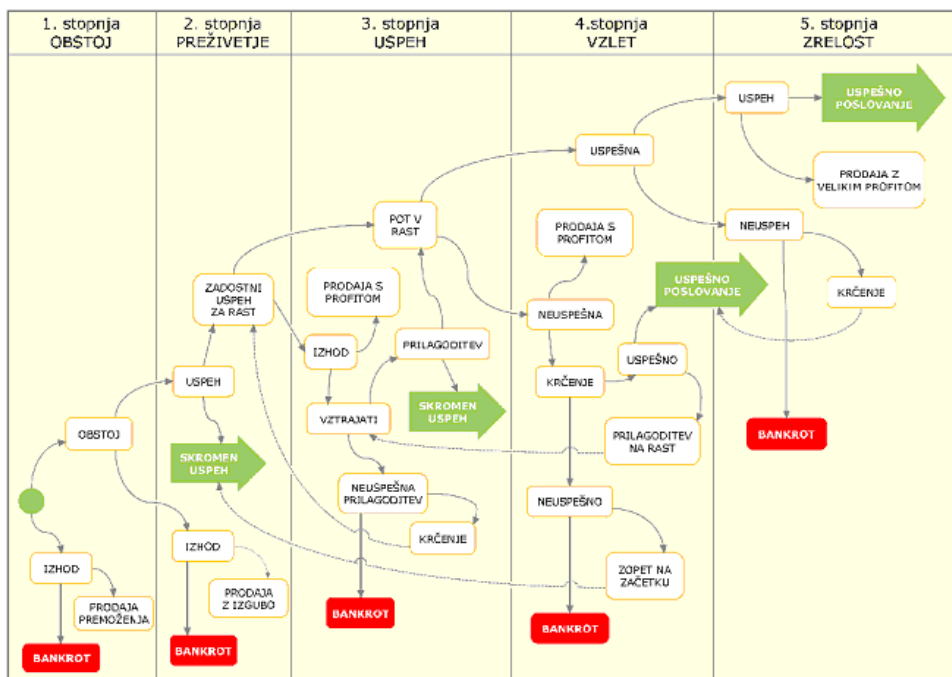 1. stopnja
OBSTOJ
2. stopnja
PREŽIVETJE
3. stopnja
USPEH
4.stopnja
VZLET
5. stopnja
ZRELOST
OBSTOJ
IZHOD
PRODAJA
PREMOŽENJA
BANKROT
ZADOSTNI
USPEH
ZA RAST
USPEH
SKROMEN
USPEH
IZHOD
PRODAJA
Z IZGUBO
BANKROT
POT V
RAST
PRODAJA S
PROFITOM
IZHOD
PRILAGODITEV
VZTRAJATI
SKROMEN
USPEH
NEUSPEŠNA
PRILAGODITEV
KRČENJE
BANKROT
USPEŠNA
PRODAJA S
PROFITOM
NEUSPEŠNA
USPEŠNO
POSLOVANJE
USPEŠNO
KRČENJE
PRILAGODITEV
NA RAST
NEUSPEŠNO
ZOPET NA
ZAČETKU
BANKROT
USPEH
USPEŠNO
POSLOVANJE
PRODAJA Z
VELIKIM PROFITOM
NEUSPEH
KRČENJE
BANKROT